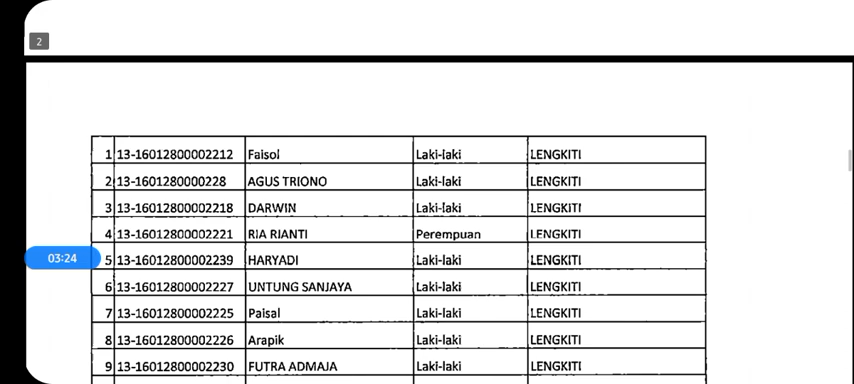 2
1 13-16012800002212 Faisol Laki-laki LENGKITI
2 13-1601280000228 AGUS TRIONO Laki-laki LENGKITI
3 13-16012800002218 DARWIN Laki-laki LENGKITI
4 13-16012800002221 RIA RIANTI Perempuan LENGKITI
03:24
5 13-16012800002239 HARYADI Laki-laki LENGKITI
6 13-16012800002227 UNTUNG SANJAYA Laki-laki LENGKITI
7 13-16012800002225 Paisal Laki-laki LENGKITI
8 13-16012800002226 Arapik Laki-laki LENGKITI
9 13-16012800002230 FUTRA ADMAJA Laki-laki LENGKITI